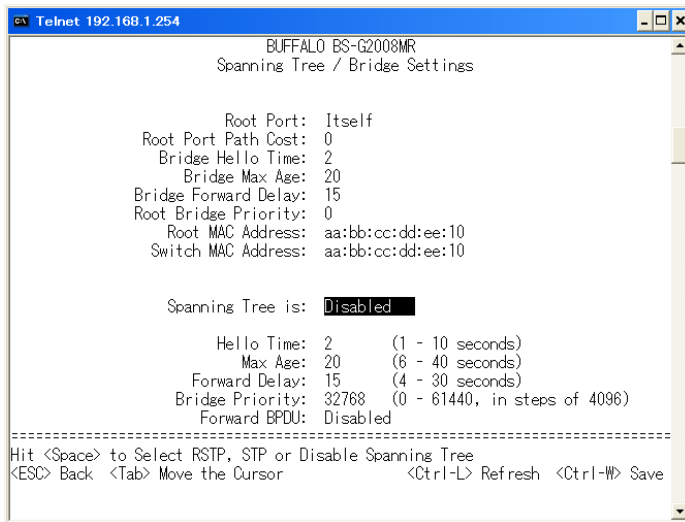 Telnet 192.168.1.254
BUFFALO BS-G2008MR
Spanning Tree / Bridge Settings
Root Port: Itself
Root Port Path Cost: 0
Bridge Hello Time: 2
Bridge Max Age: 20
Bridge Forward Delay: 15
Root Bridge Priority: 0
Root MAC Address: aa:bb:cc:dd:ee:10
Switch MAC Address: aa:bb:cc:dd:ee:10
Spanning Tree is: Disabled
Hello Time: 2 (1 - 10 seconds)
Max Age: 20 (6 - 40 seconds)
Forward Delay: 15 (4 - 30 seconds)
Bridge Priority: 32768 (0 - 61440, in steps of 4096)
Forward BPDU: Disabled
================================================================================
Hit <Space> to Select RSTP, STP or Disable Spanning Tree
<ESC> Back <Tab> Move the Cursor <Ctrl-L> Refresh <Ctrl-W> Save